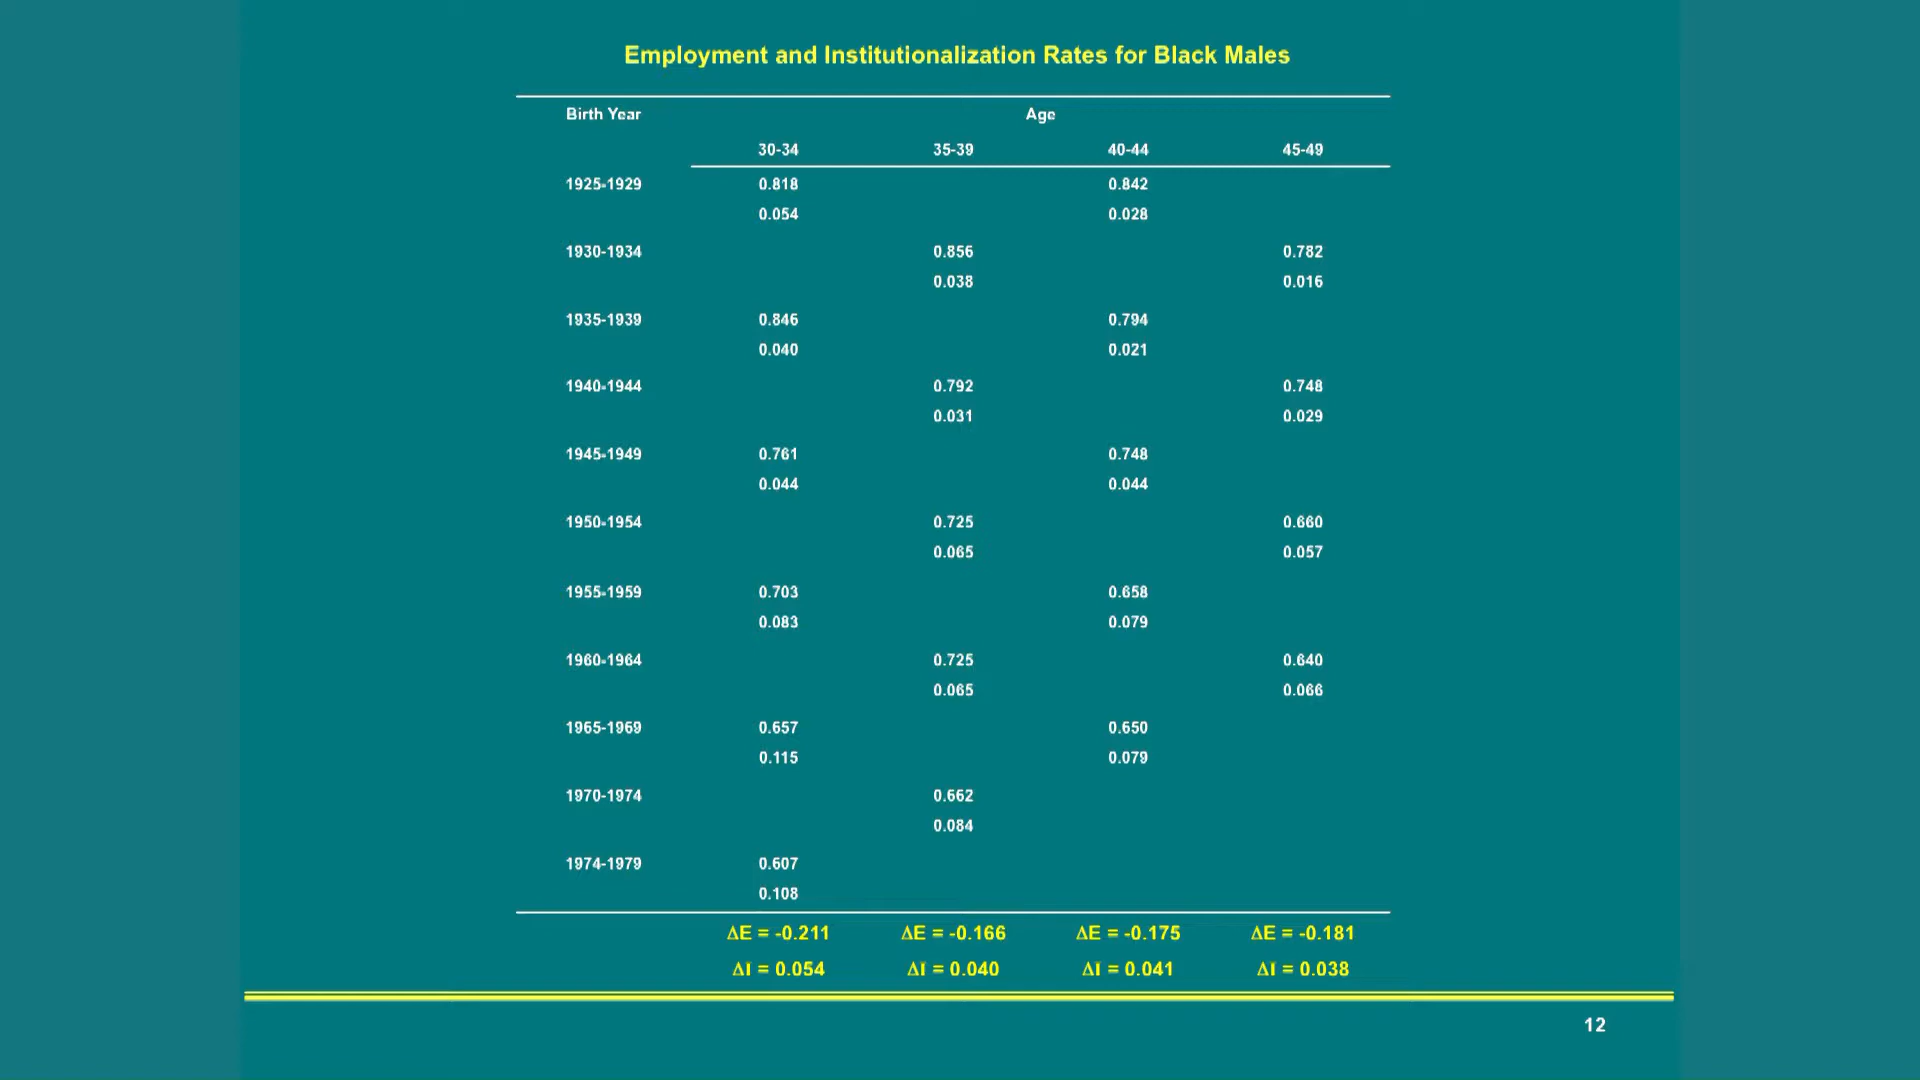 Employment and Institutionalization Rates for Black Males
Birth Year Age
30-34 35-39 40-44 45-49
1925-1929 0.818 0.842
0.054 0.028
1930-1934 0.856 0.782
0.038 0.016
1935-1939 0.846 0.794
0.040 0.021
1940-1944 0.792 0.748
0.031 0.029
1945-1949 0.761 0.748
0.044 0.044
1950-1954 0.725 0.660
0.065 0.057
1955-1959 0.703 0.658
0.083 0.079
1960-1964 0.725 0.640
0.065 0.066
1965-1969 0.657 0.650
0.115 0.079
1970-1974 0.662
0.084
1974-1979 0.607
0.108
ΔE = -0.211 ΔE = -0.166 ΔE = -0.175 ΔE = -0.181
ΔI = 0.054 ΔI = 0.040 ΔI = 0.041 ΔI = 0.038
12